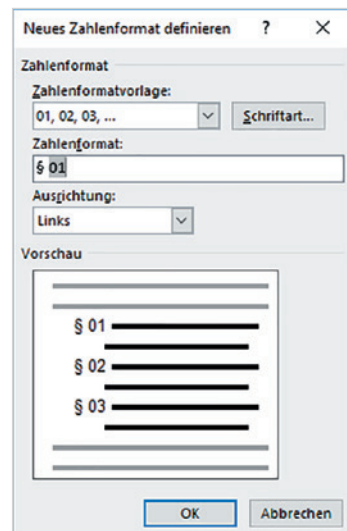 Neues Zahlenformat definieren ? ×
Zahlenformat
Zahlenformatvorlage:
01, 02, 03, ... Schriftart...
Zahlenformat:
§ 01
Ausrichtung:
Links
Vorschau
§ 01
§ 02
§ 03
OK Abbrechen